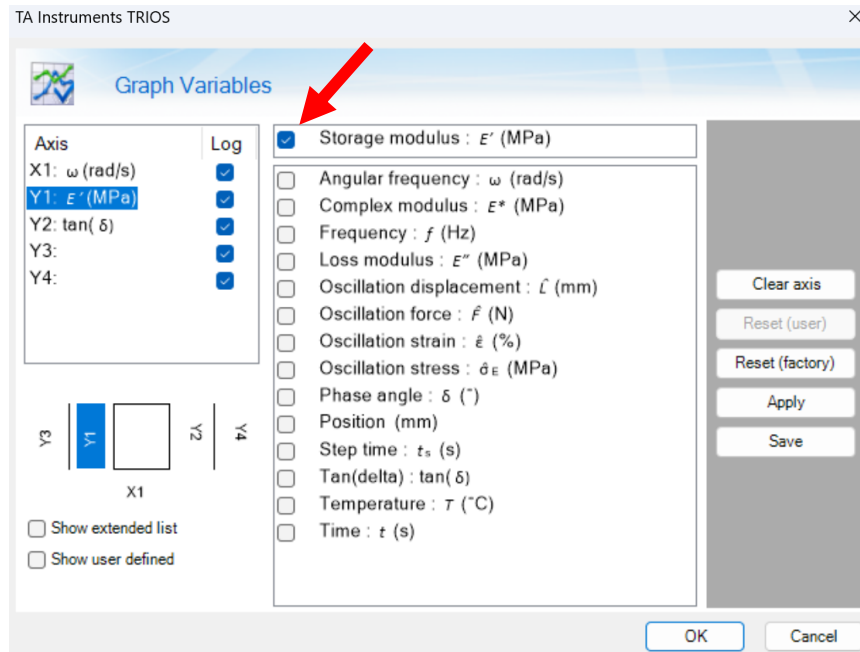 TA Instruments TRIOS
Graph Variables
Axis Log
X1: ω (rad/s)
Y1: E′ (MPa)
Y2: tan( δ)
Y3:
Y4:
Storage modulus : E′ (MPa)
Angular frequency : ω (rad/s)
Complex modulus : E* (MPa)
Frequency : f (Hz)
Loss modulus : E″ (MPa)
Oscillation displacement : L̂ (mm)
Oscillation force : F̂ (N)
Oscillation strain : ε̂ (%)
Oscillation stress : σ̂ᴇ (MPa)
Phase angle : δ (˚)
Position (mm)
Step time : tₛ (s)
Tan(delta) : tan( δ)
Temperature : T (˚C)
Time : t (s)
Clear axis
Reset (user)
Reset (factory)
Apply
Save
Y3 Y1 Y2 Y4
X1
Show extended list
Show user defined
OK Cancel